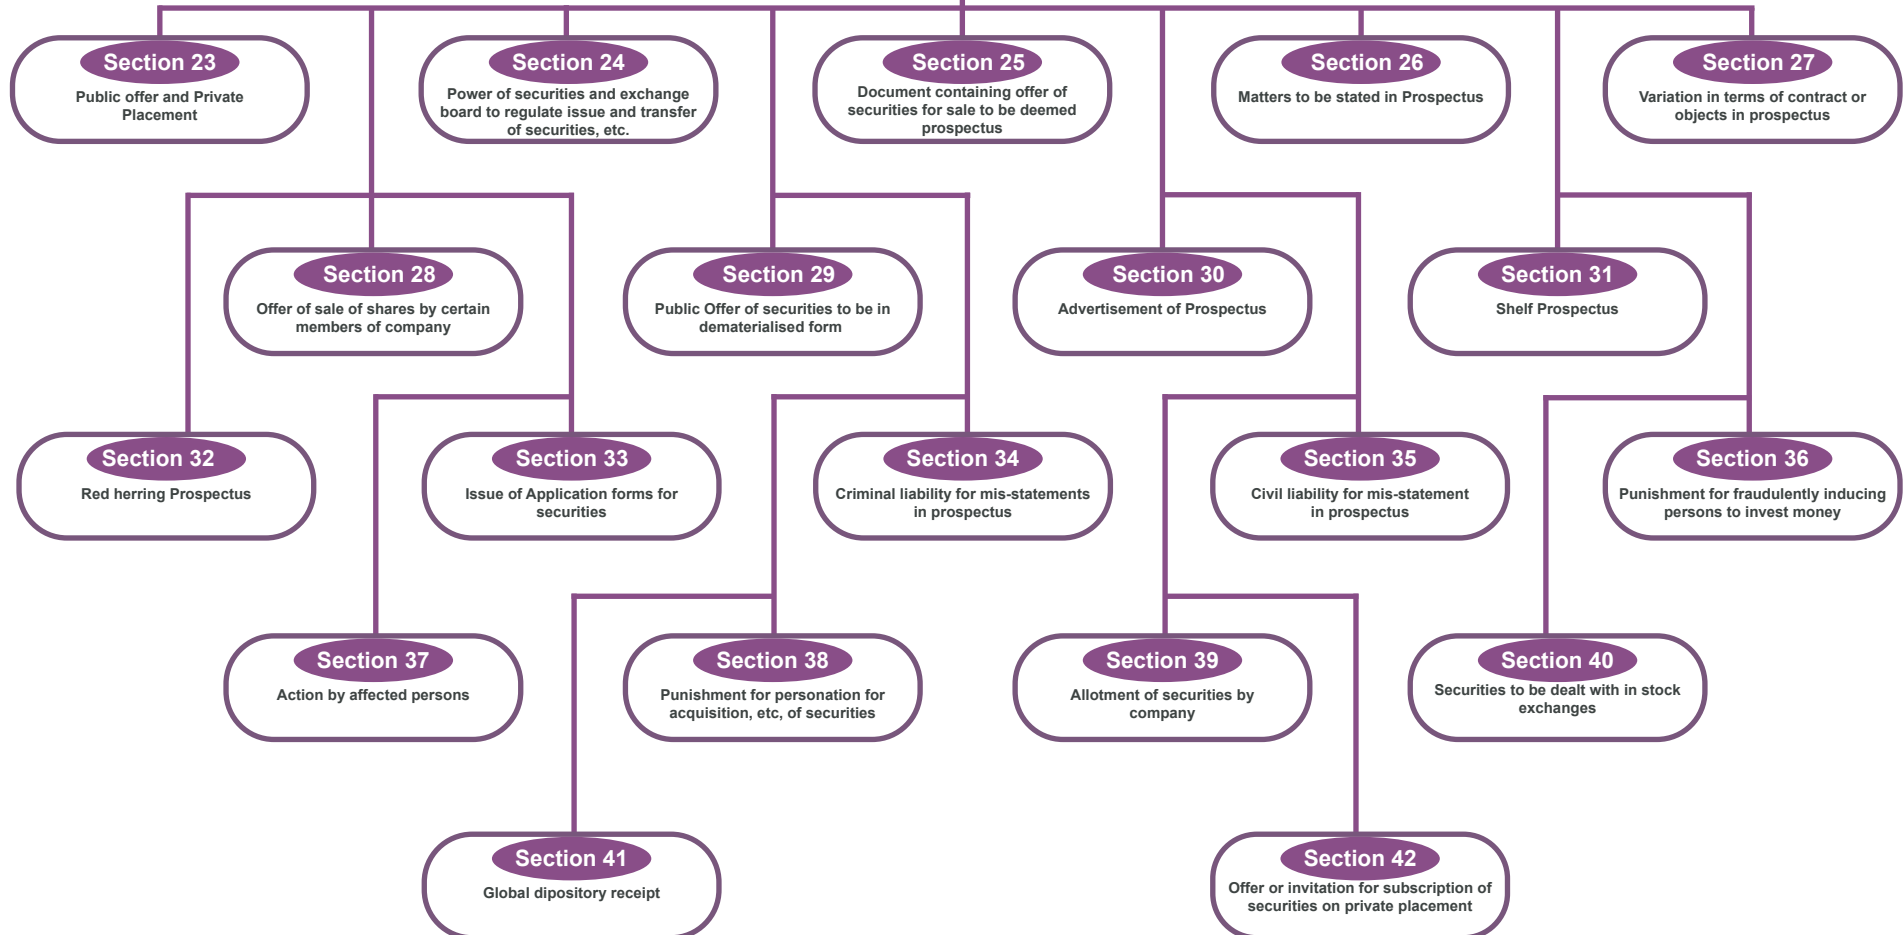 Section 23
Public offer and Private
Placement
Section 24
Power of securities and exchange
board to regulate issue and transfer
of securities, etc.
Section 25
Document containing offer of
securities for sale to be deemed
prospectus
Section 26
Matters to be stated in Prospectus
Section 27
Variation in terms of contract or
objects in prospectus
Section 28
Offer of sale of shares by certain
members of company
Section 29
Public Offer of securities to be in
dematerialised form
Section 30
Advertisement of Prospectus
Section 31
Shelf Prospectus
Section 32
Red herring Prospectus
Section 33
Issue of Application forms for
securities
Section 34
Criminal liability for mis-statements
in prospectus
Section 35
Civil liability for mis-statement
in prospectus
Section 36
Punishment for fraudulently inducing
persons to invest money
Section 37
Action by affected persons
Section 38
Punishment for personation for
acquisition, etc, of securities
Section 39
Allotment of securities by
company
Section 40
Securities to be dealt with in stock
exchanges
Section 41
Global dipository receipt
Section 42
Offer or invitation for subscription of
securities on private placement